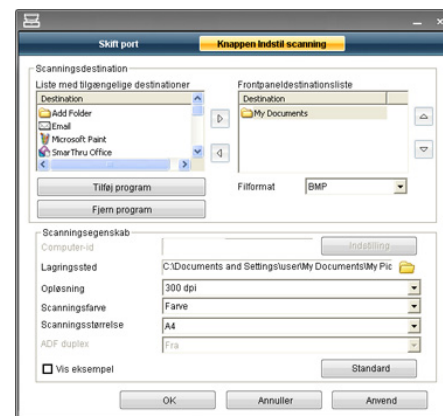 Skift port
Knappen Indstil scanning
Scanningsdestination
Liste med tilgængelige destinationer
Destination
Add Folder
Email
Microsoft Paint
SmarThru Office
Tilføj program
Fjern program
Frontpaneldestinationsliste
Destination
My Documents
Filformat BMP
Scanningsegenskab
Computer-id Indstilling
Lagringssted C:\Documents and Settings\user\My Documents\My Pic
Opløsning 300 dpi
Scanningsfarve Farve
Scanningsstørrelse A4
ADF duplex Fra
Vis eksempel Standard
OK Annuller Anvend